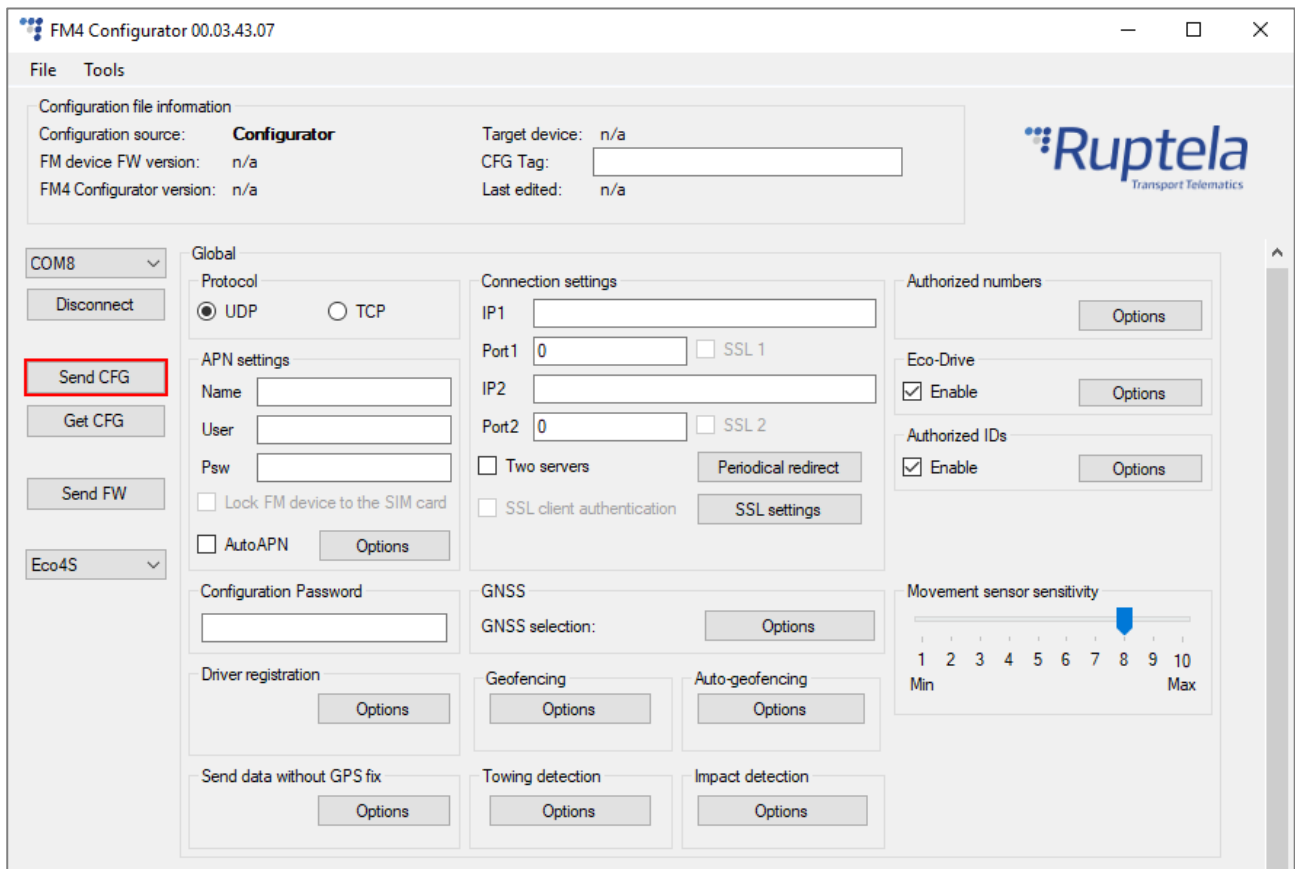 FM4 Configurator 00.03.43.07
File Tools
Configuration file information
Configuration source: Configurator
Target device: n/a
FM device FW version: n/a
CFG Tag:
FM4 Configurator version: n/a
Last edited: n/a
Ruptela
Transport Telematics
COM8
Disconnect
Send CFG
Get CFG
Send FW
Eco4S
Global
Protocol
UDP TCP
APN settings
Name
User
Psw
Lock FM device to the SIM card
AutoAPN Options
Connection settings
IP1
Port1 0 SSL 1
IP2
Port2 0 SSL 2
Two servers Periodical redirect
SSL client authentication SSL settings
Authorized numbers
Options
Eco-Drive
Enable Options
Authorized IDs
Enable Options
Configuration Password
GNSS
GNSS selection: Options
Movement sensor sensitivity
1 2 3 4 5 6 7 8 9 10
Min Max
Driver registration
Options
Geofencing
Options
Auto-geofencing
Options
Send data without GPS fix
Options
Towing detection
Options
Impact detection
Options